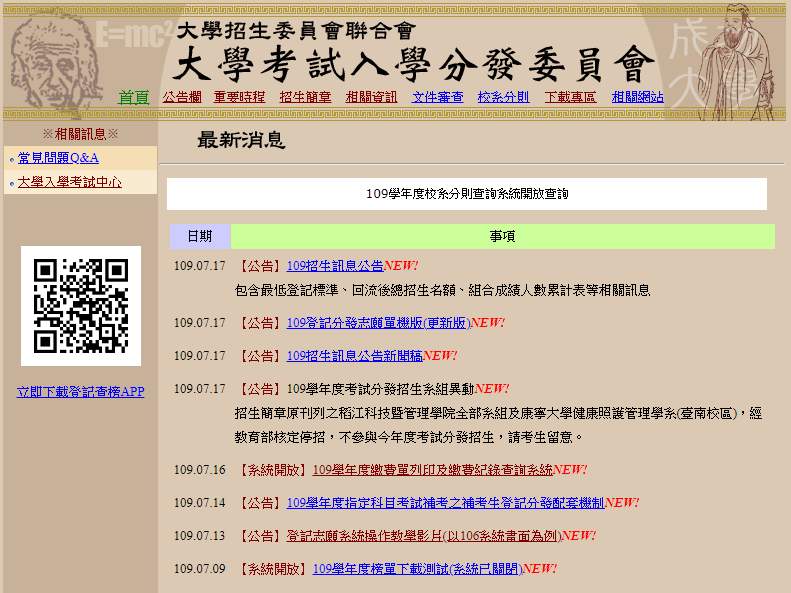 E=mc²
大學招生委員會聯合會
大學考試入學分發委員會
成
大 學
首頁 公告欄 重要時程 招生簡章 相關資訊 文件審查 校系分則 下載專區 相關網站
※相關訊息※
常見問題Q&A
大學入學考試中心
立即下載登記查榜APP
最新消息
109學年度校系分則查詢系統開放查詢
日期 事項
109.07.17 【公告】109招生訊息公告NEW!
包含最低登記標準、回流後總招生名額、組合成績人數累計表等相關訊息
109.07.17 【公告】109登記分發志願單機版(更新版)NEW!
109.07.17 【公告】109招生訊息公告新聞稿NEW!
109.07.17 【公告】109學年度考試分發招生系組異動NEW!
招生簡章原刊列之稻江科技暨管理學院全部系組及康寧大學健康照護管理學系(臺南校區)，經
教育部核定停招，不參與今年度考試分發招生，請考生留意。
109.07.16 【系統開放】109學年度繳費單列印及繳費紀錄查詢系統NEW!
109.07.14 【公告】109學年度指定科目考試補考之補考生登記分發配套機制NEW!
109.07.13 【公告】登記志願系統操作教學影片(以106系統畫面為例)NEW!
109.07.09 【系統開放】109學年度榜單下載測試(系統已關閉)NEW!